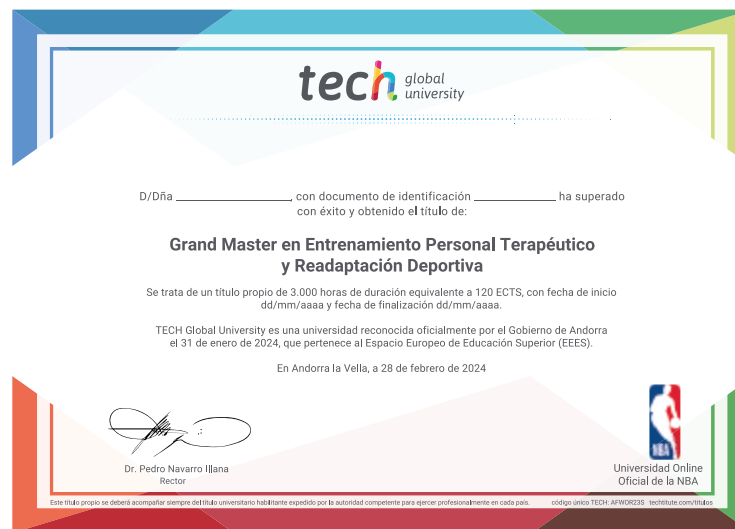 tech global university
D/Dña ______________, con documento de identificación __________ ha superado
con éxito y obtenido el título de:
Grand Master en Entrenamiento Personal Terapéutico
y Readaptación Deportiva
Se trata de un título propio de 3.000 horas de duración equivalente a 120 ECTS, con fecha de inicio
dd/mm/aaaa y fecha de finalización dd/mm/aaaa.
TECH Global University es una universidad reconocida oficialmente por el Gobierno de Andorra
el 31 de enero de 2024, que pertenece al Espacio Europeo de Educación Superior (EEES).
En Andorra la Vella, a 28 de febrero de 2024
NBA
Dr. Pedro Navarro Illana
Rector
Universidad Online
Oficial de la NBA
Este título propio se deberá acompañar siempre del título universitario habilitante expedido por la autoridad competente para ejercer profesionalmente en cada país.
código único TECH: AFWOR23S techtitute.com/títulos